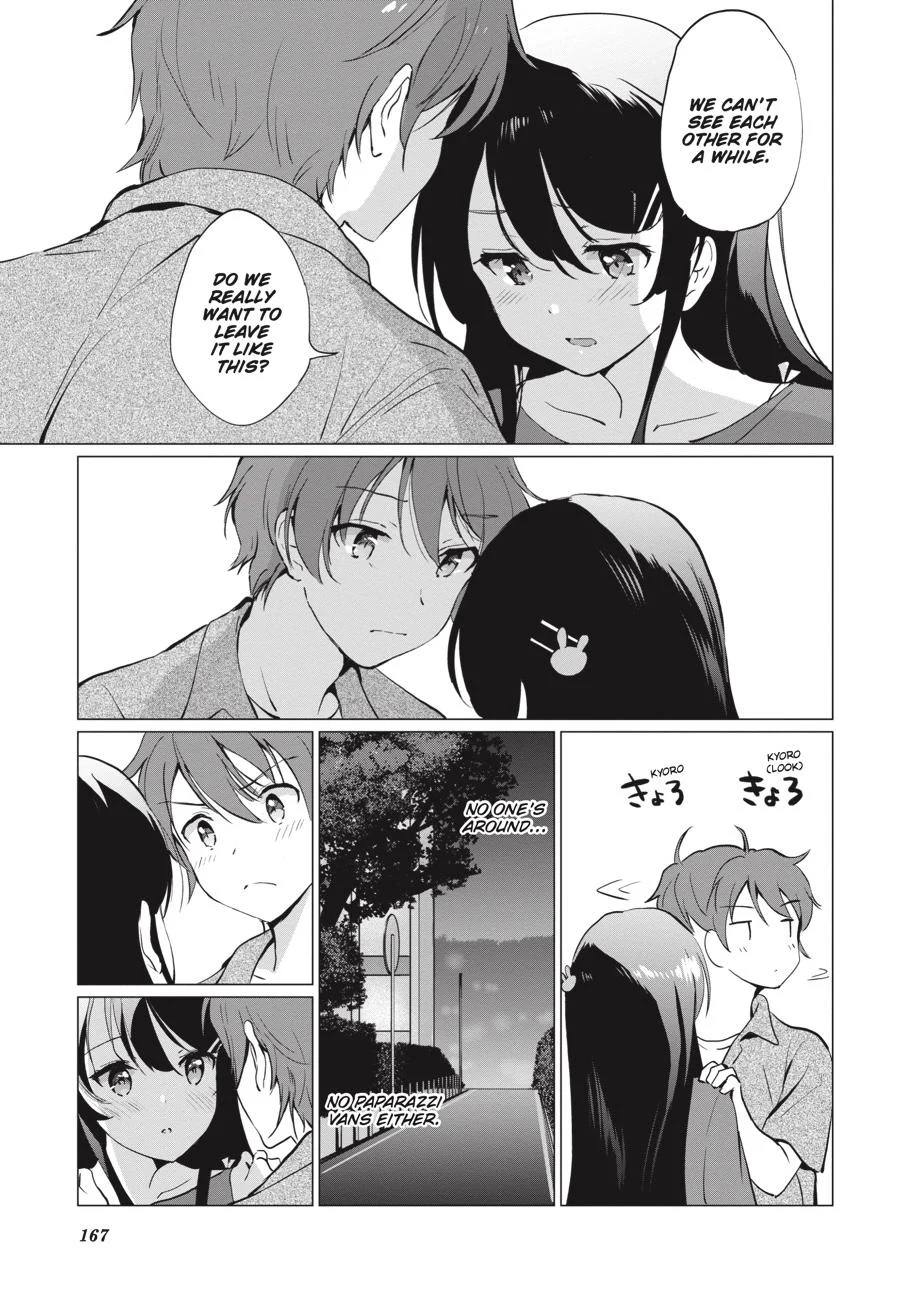 WE CAN'T
SEE EACH
OTHER FOR
A WHILE.
DO WE
REALLY
WANT TO
LEAVE
IT LIKE
THIS?
KYORO
(LOOK)
きょろ
KYORO
きょろ
NO ONE'S
AROUND...
NO PAPARAZZI
VANS EITHER.
167